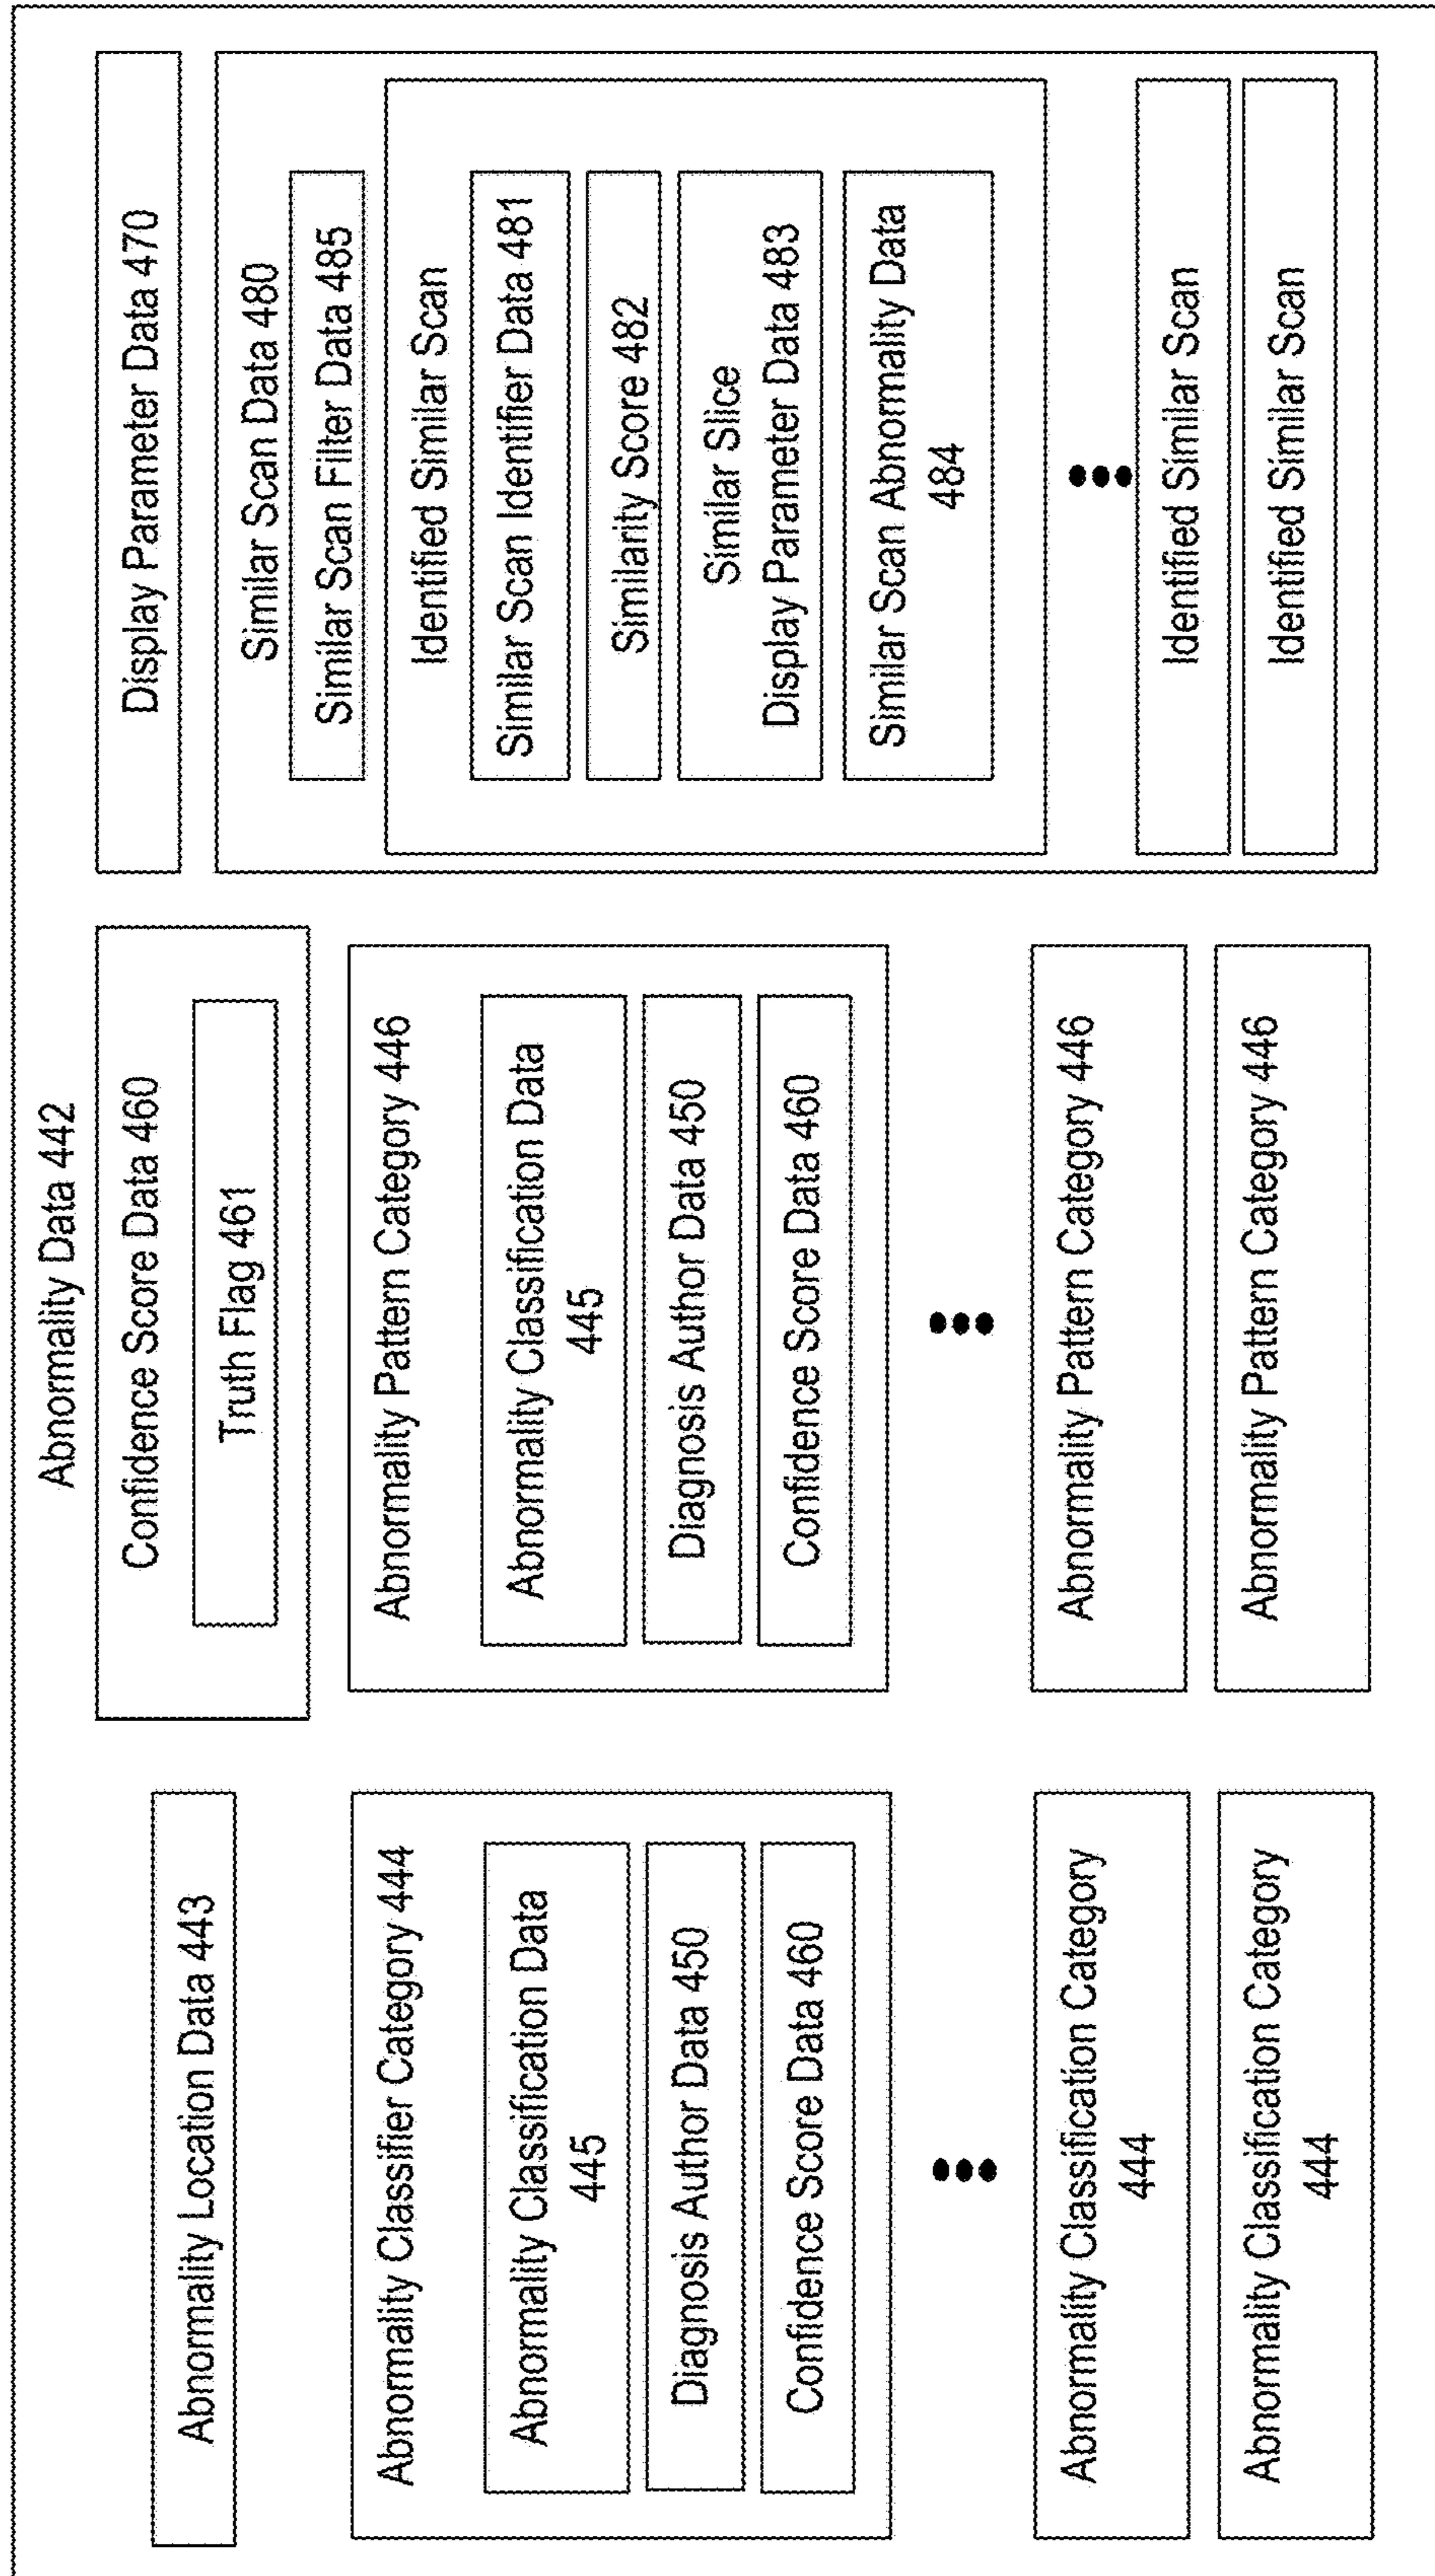 Abnormality Data 442
Abnormality Location Data 443
Abnormality Classifier Category 444
Abnormality Classification Data
445
Diagnosis Author Data 450
Confidence Score Data 460
Abnormality Classification Category
444
Abnormality Classification Category
444
Confidence Score Data 460
Truth Flag 461
Abnormality Pattern Category 446
Abnormality Classification Data
445
Diagnosis Author Data 450
Confidence Score Data 460
Abnormality Pattern Category 446
Abnormality Pattern Category 446
Display Parameter Data 470
Similar Scan Data 480
Similar Scan Filter Data 485
Identified Similar Scan
Similar Scan Identifier Data 481
Similarity Score 482
Similar Slice
Display Parameter Data 483
Similar Scan Abnormality Data
484
Identified Similar Scan
Identified Similar Scan